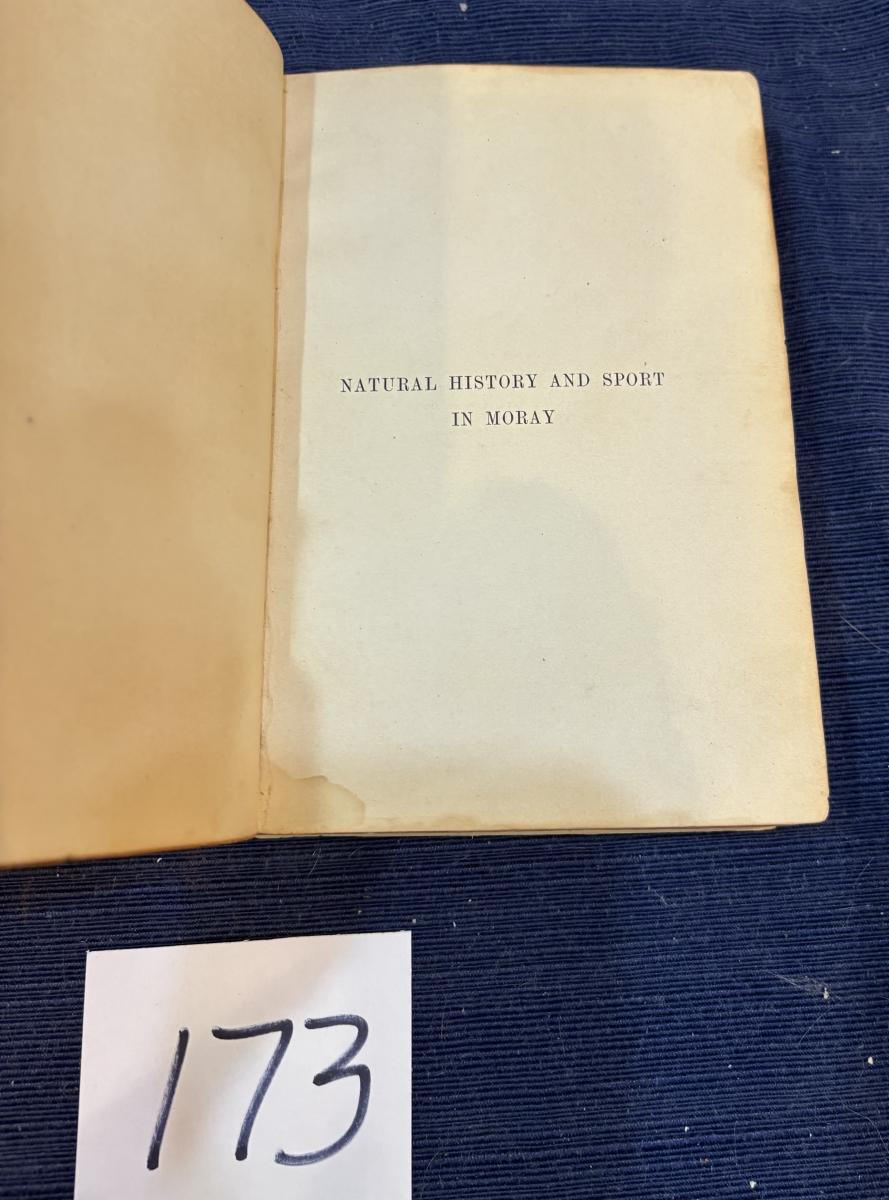 NATURAL HISTORY AND SPORT
IN MORAY
173